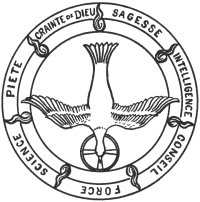 CRAINTE DE DIEU
SAGESSE
INTELLIGENCE
CONSEIL
FORCE
SCIENCE
PIETE